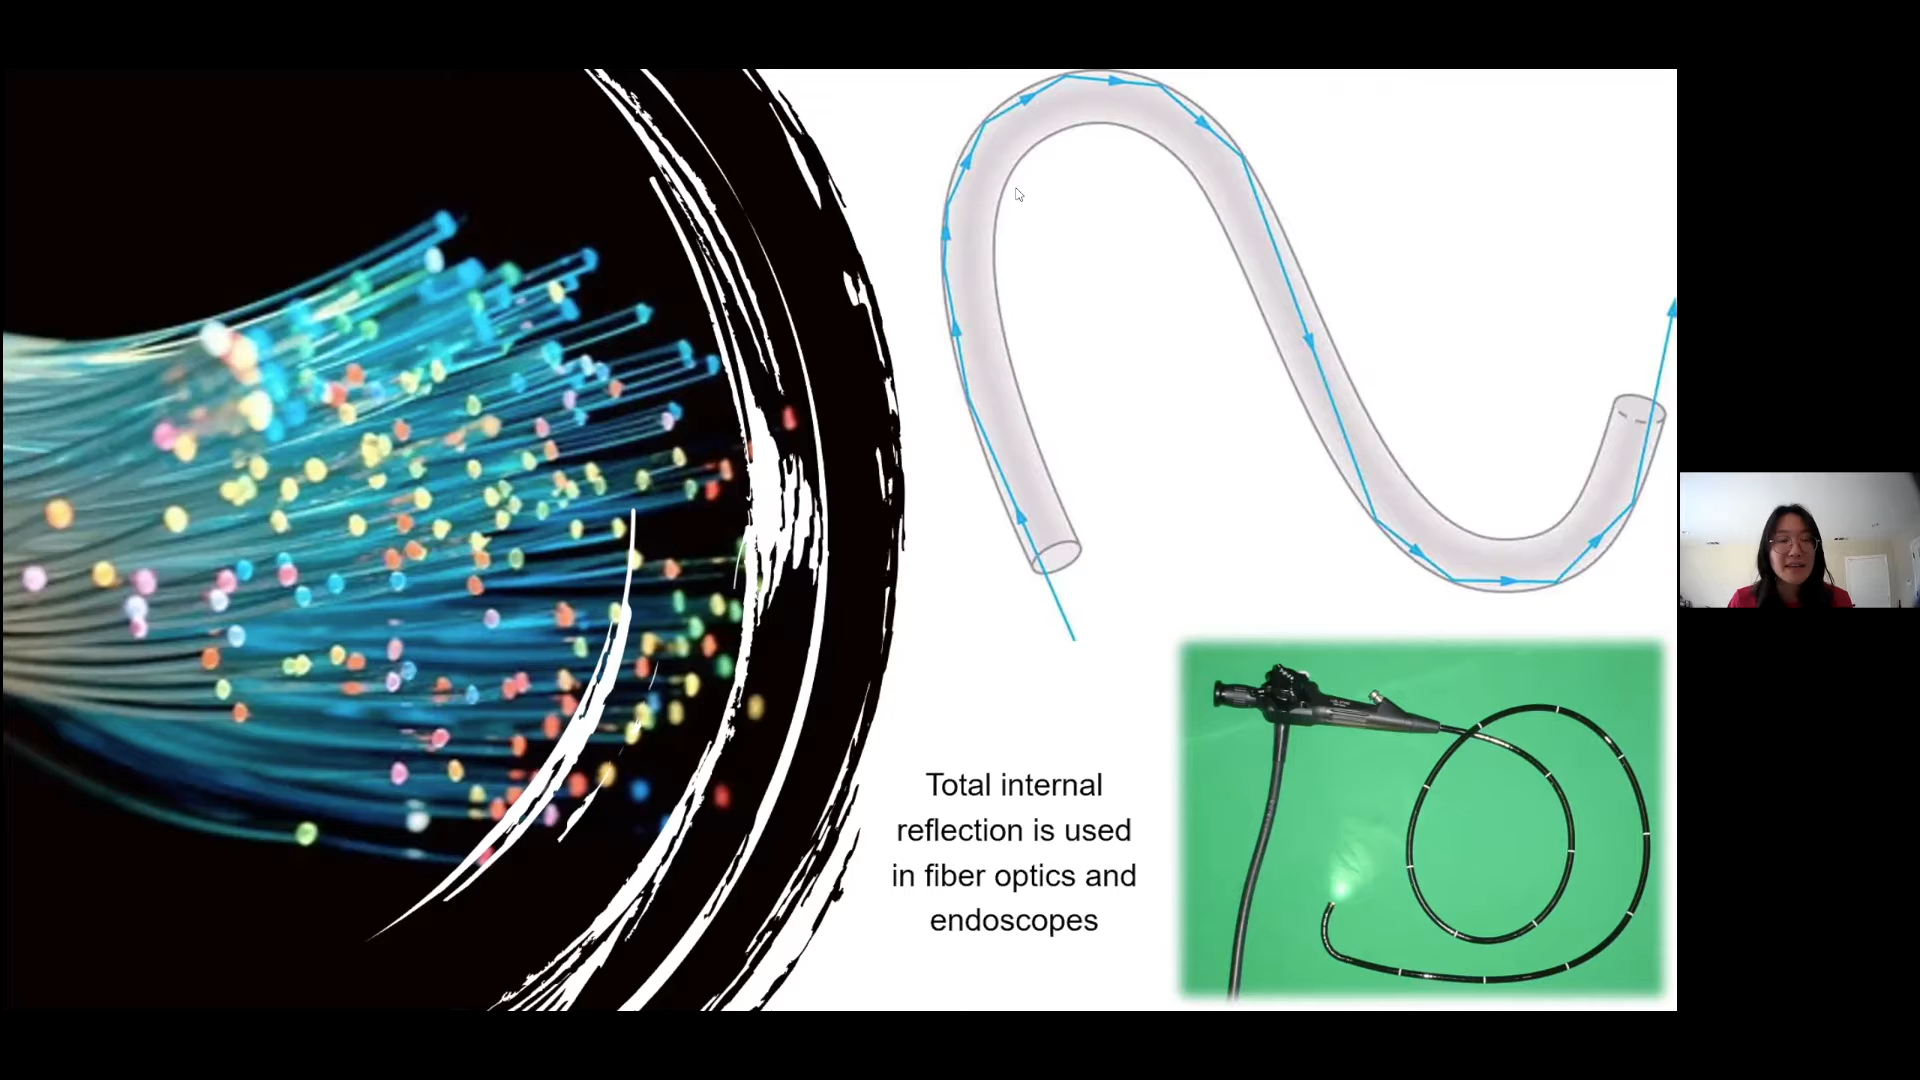 Total internal
reflection is used
in fiber optics and
endoscopes